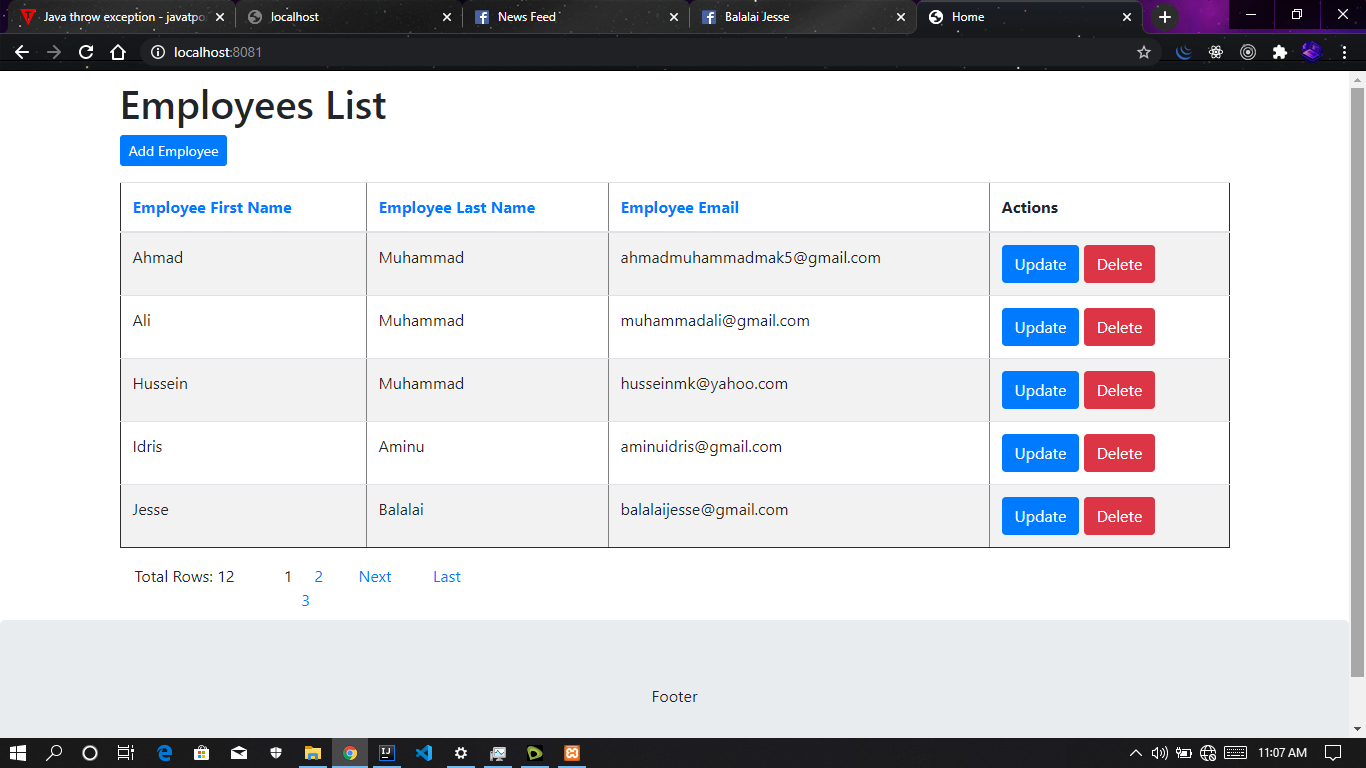 Java throw exception - javatpo
localhost
News Feed
Balalai Jesse
Home
localhost:8081
Employees List
Add Employee
Employee First Name Employee Last Name Employee Email Actions
Ahmad Muhammad ahmadmuhammadmak5@gmail.com Update Delete
Ali Muhammad muhammadali@gmail.com Update Delete
Hussein Muhammad husseinmk@yahoo.com Update Delete
Idris Aminu aminuidris@gmail.com Update Delete
Jesse Balalai balalaijesse@gmail.com Update Delete
Total Rows: 12 1 2 Next Last
3
Footer
11:07 AM